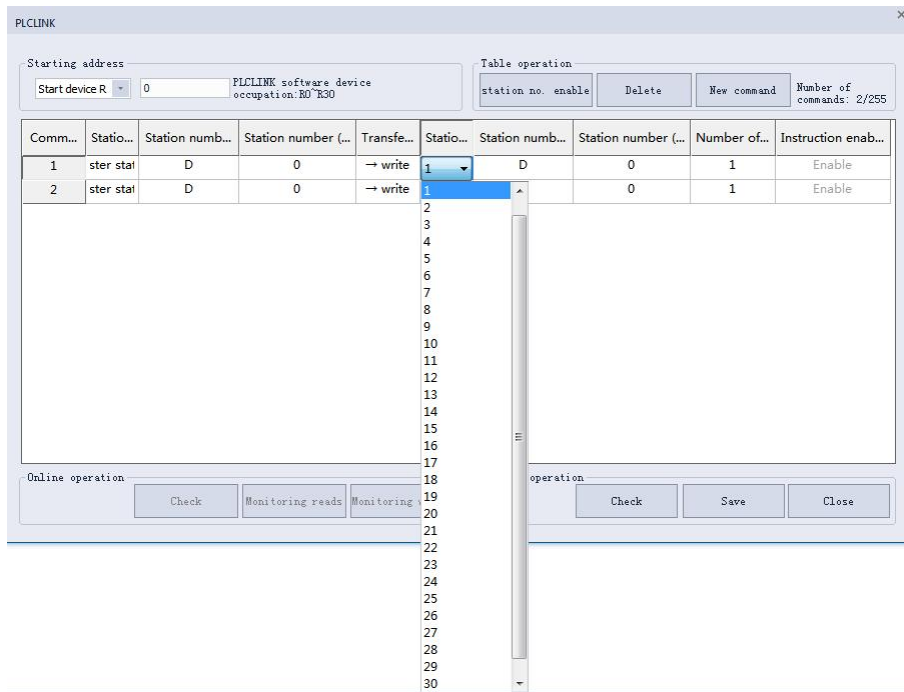 PLCLINK
Starting address
Table operation
Start device R
0
PLCLINK software device
occupation:R0~R30
station no. enable
Delete
New command
Number of
commands: 2/255
Comm... Statio... Station numb... Station number (... Transfe... Statio... Station numb... Station number (... Number of... Instruction enab...
1 ster stat D 0 → write 1 D 0 1 Enable
2 ster stat D 0 → write 0 1 Enable
1
2
3
4
5
6
7
8
9
10
11
12
13
14
15
16
17
18
19
20
21
22
23
24
25
26
27
28
29
30
Online operation
operation
Check
Monitoring reads
Monitoring
Check
Save
Close